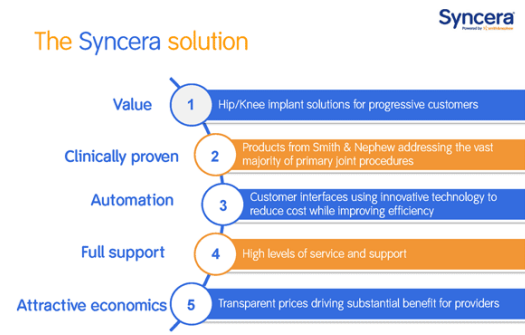 Syncera
Powered by
The Syncera solution
Value
1
Hip/Knee implant solutions for progressive customers
Clinically proven
2
Products from Smith & Nephew addressing the vast
majority of primary joint procedures
Automation
3
Customer Interfaces using innovative technology to
reduce cost while improving efficiency
Full support
4
High levels of service and support
Attractive economics
5
Transparent prices driving substantial benefit for providers